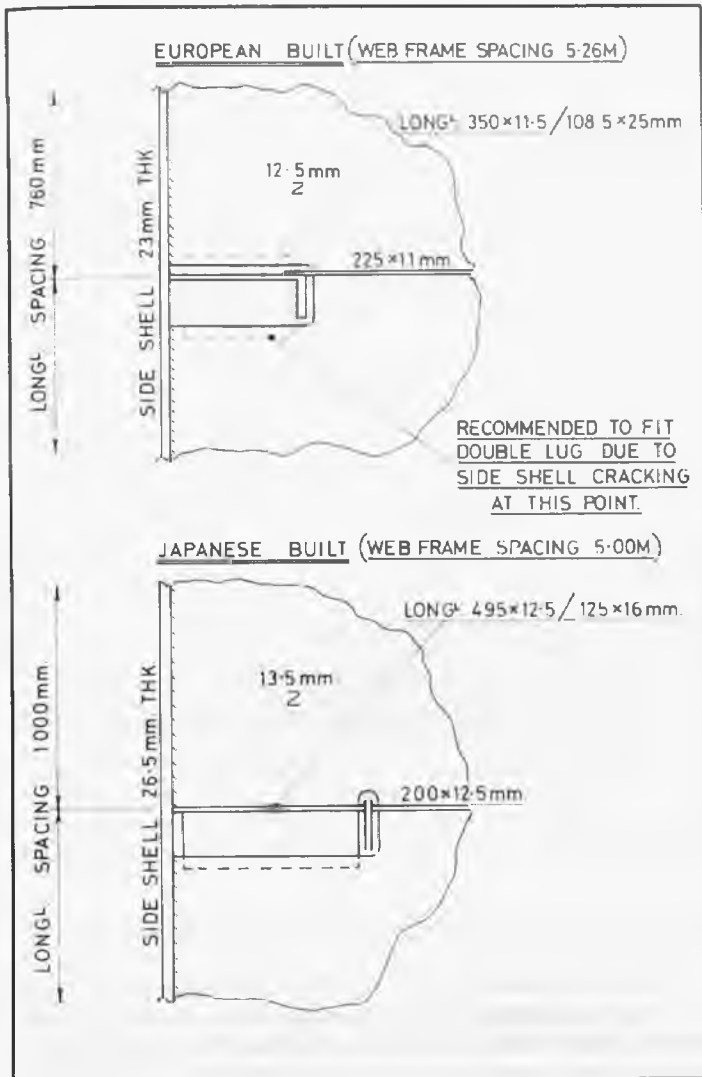 EUROPEAN BUILT (WEB FRAME SPACING 5·26M)
LONGᴸ 350×11·5/108 5×25mm
12·5mm
LONGᴸ SPACING 760mm
SIDE SHELL 23mm THK
225×11mm
RECOMMENDED TO FIT
DOUBLE LUG DUE TO
SIDE SHELL CRACKING
AT THIS POINT.
JAPANESE BUILT (WEB FRAME SPACING 5·00M)
LONGᴸ 495×12·5/125×16mm.
13·5mm
LONGᴸ SPACING 1000mm.
SIDE SHELL 26·5mm THK
200×12·5mm.